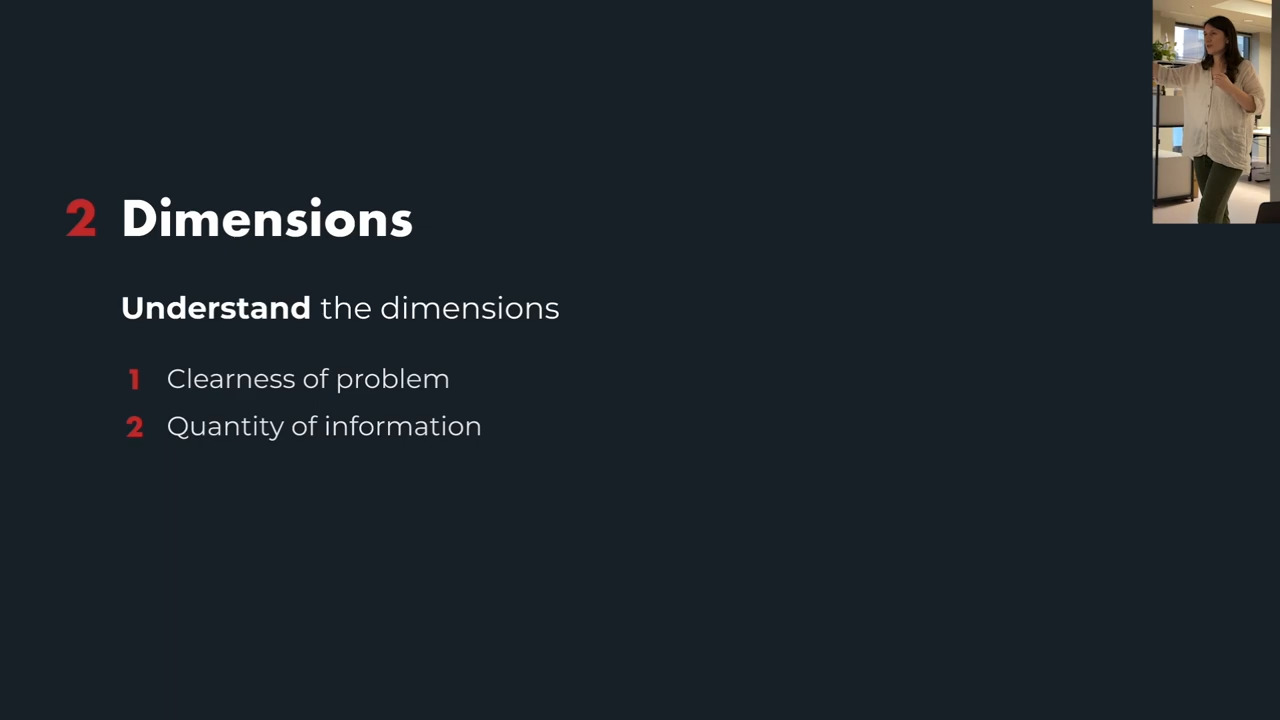 2 Dimensions
Understand the dimensions
1 Clearness of problem
2 Quantity of information